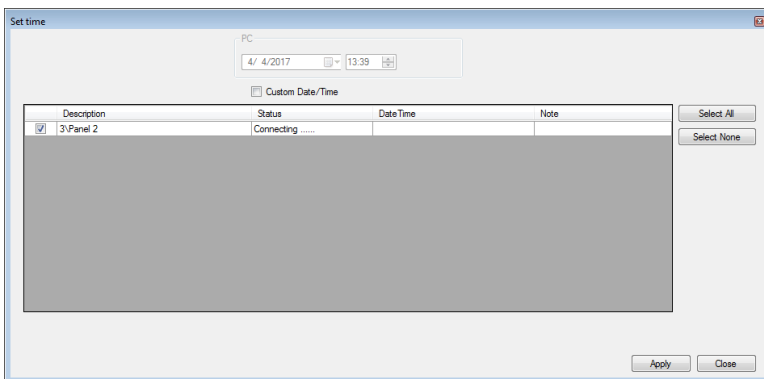 Set time
PC
4/ 4/2017 13:39
Custom Date/Time
Description Status DateTime Note
3\Panel 2 Connecting ......
Select All
Select None
Apply Close